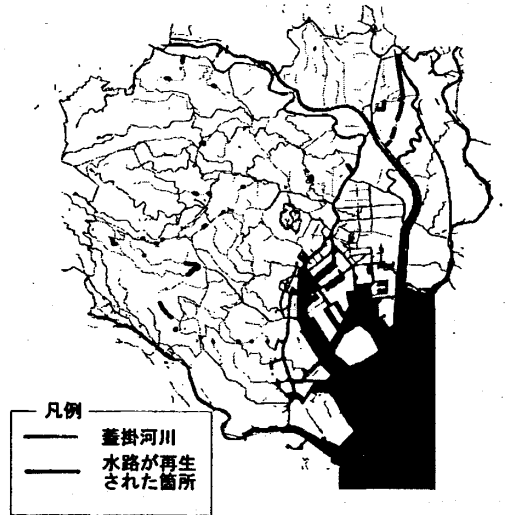 凡例
蓋掛河川
水路が再生
された箇所